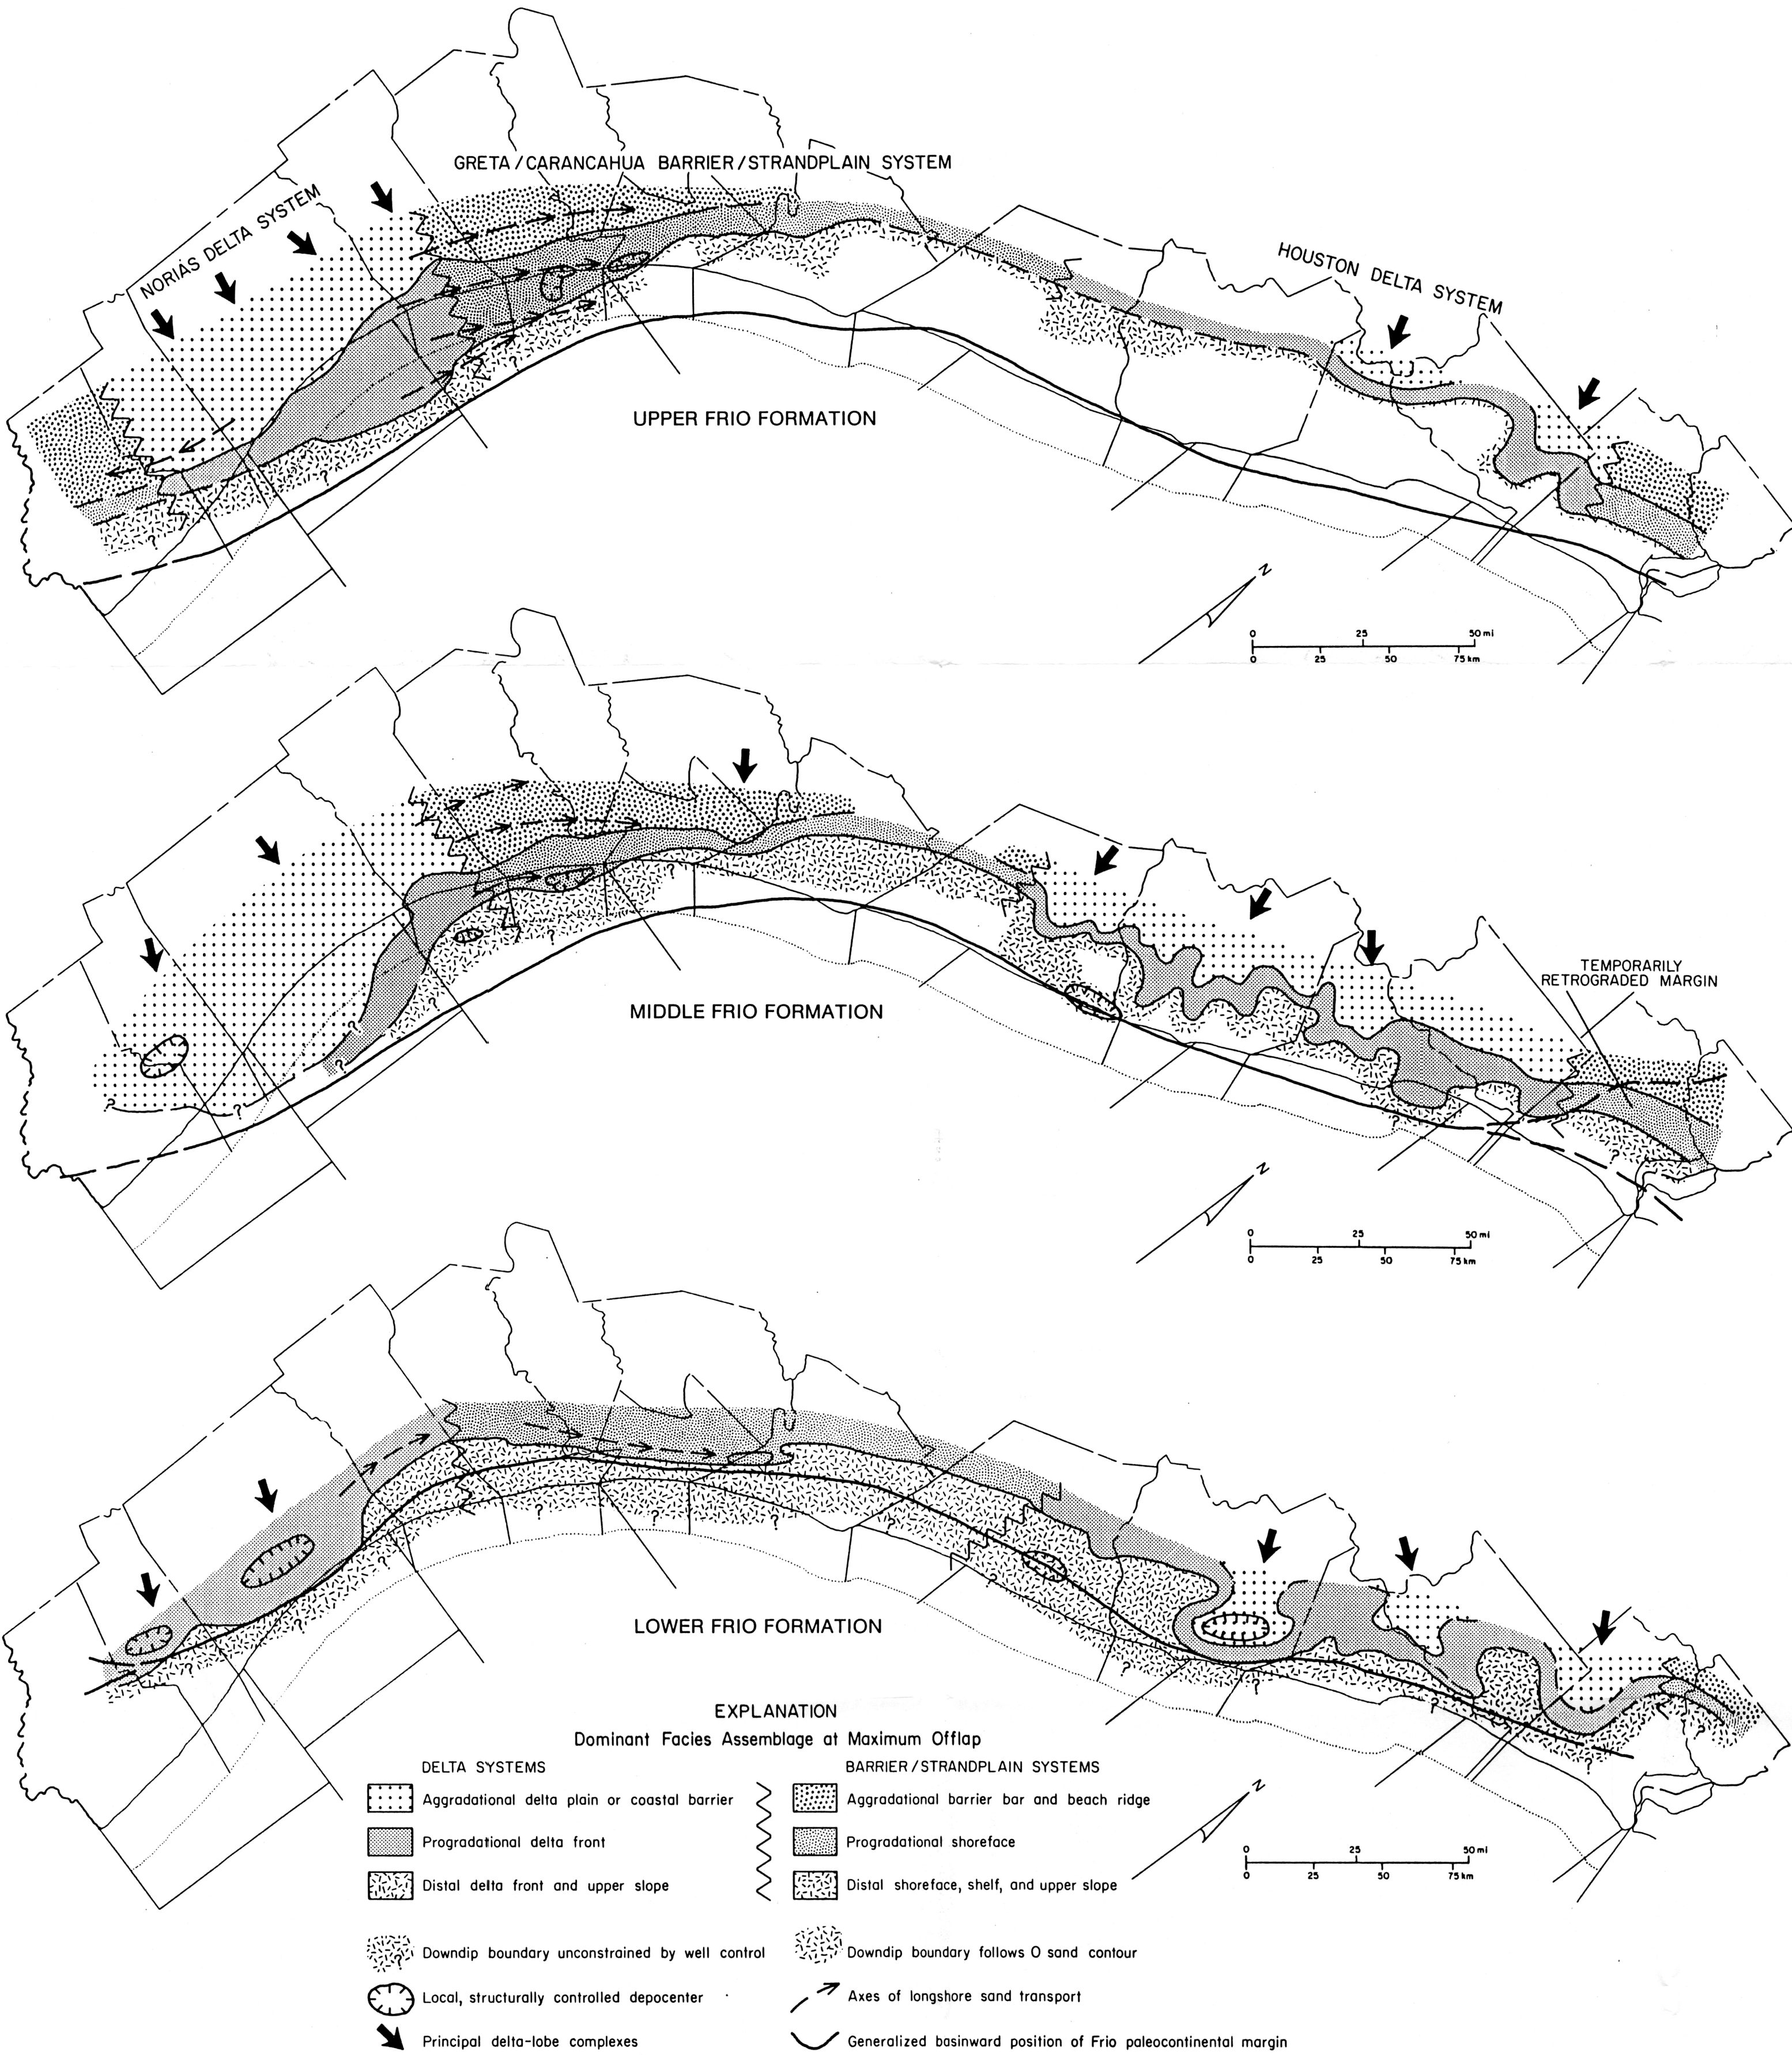 GRETA/CARANCAHUA BARRIER/STRANDPLAIN SYSTEM
NORIAS DELTA SYSTEM
HOUSTON DELTA SYSTEM
?
?
UPPER FRIO FORMATION
N
0 25 50 mi
0 25 50 75 km
TEMPORARILY
RETROGRADED MARGIN
? ? ?
?
?
? ?
?
?
MIDDLE FRIO FORMATION
N
0 25 50 mi
0 25 50 75 km
? ? ? ? ?
?
?
?
?
?
?
?
?
LOWER FRIO FORMATION
N
0 25 50 mi
0 25 50 75 km
EXPLANATION
Dominant Facies Assemblage at Maximum Offlap
DELTA SYSTEMS
Aggradational delta plain or coastal barrier
Progradational delta front
Distal delta front and upper slope
BARRIER/STRANDPLAIN SYSTEMS
Aggradational barrier bar and beach ridge
Progradational shoreface
Distal shoreface, shelf, and upper slope
?
Downdip boundary unconstrained by well control
Downdip boundary follows O sand contour
Local, structurally controlled depocenter
Axes of longshore sand transport
Principal delta-lobe complexes
Generalized basinward position of Frio paleocontinental margin